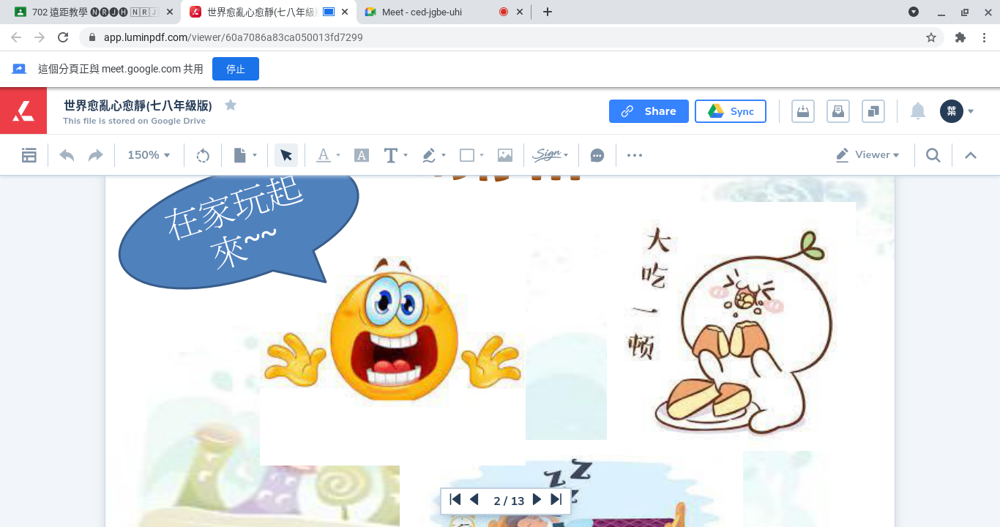 702 遠距教學 🅝🅡🅙🅗 🄽🅁🄹
世界愈亂心愈靜(七八年級版
Meet - ced-jgbe-uhi
app.luminpdf.com/viewer/60a7086a83ca050013fd7299
這個分頁正與 meet.google.com 共用
停止
世界愈亂心愈靜(七八年級版)
This file is stored on Google Drive
Share
Sync
葉
150%
A
A
T
Sign
Viewer
在家玩起
來~~
大吃一顿
z z
z
2 / 13